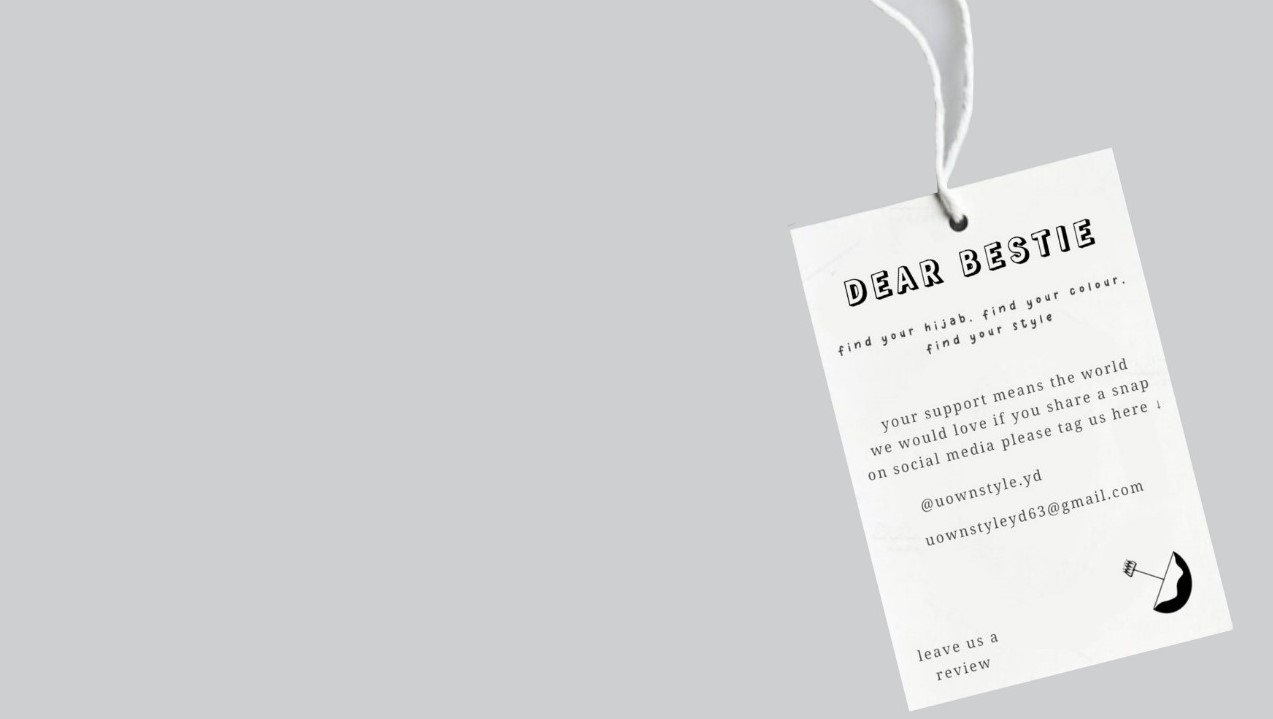 DEAR BESTIE
find your hijab. find your colour.
find your style
your support means the world
we would love if you share a snap
on social media please tag us here ↓
@uownstyle.yd
uownstyleyd63@gmail.com
leave us a
review